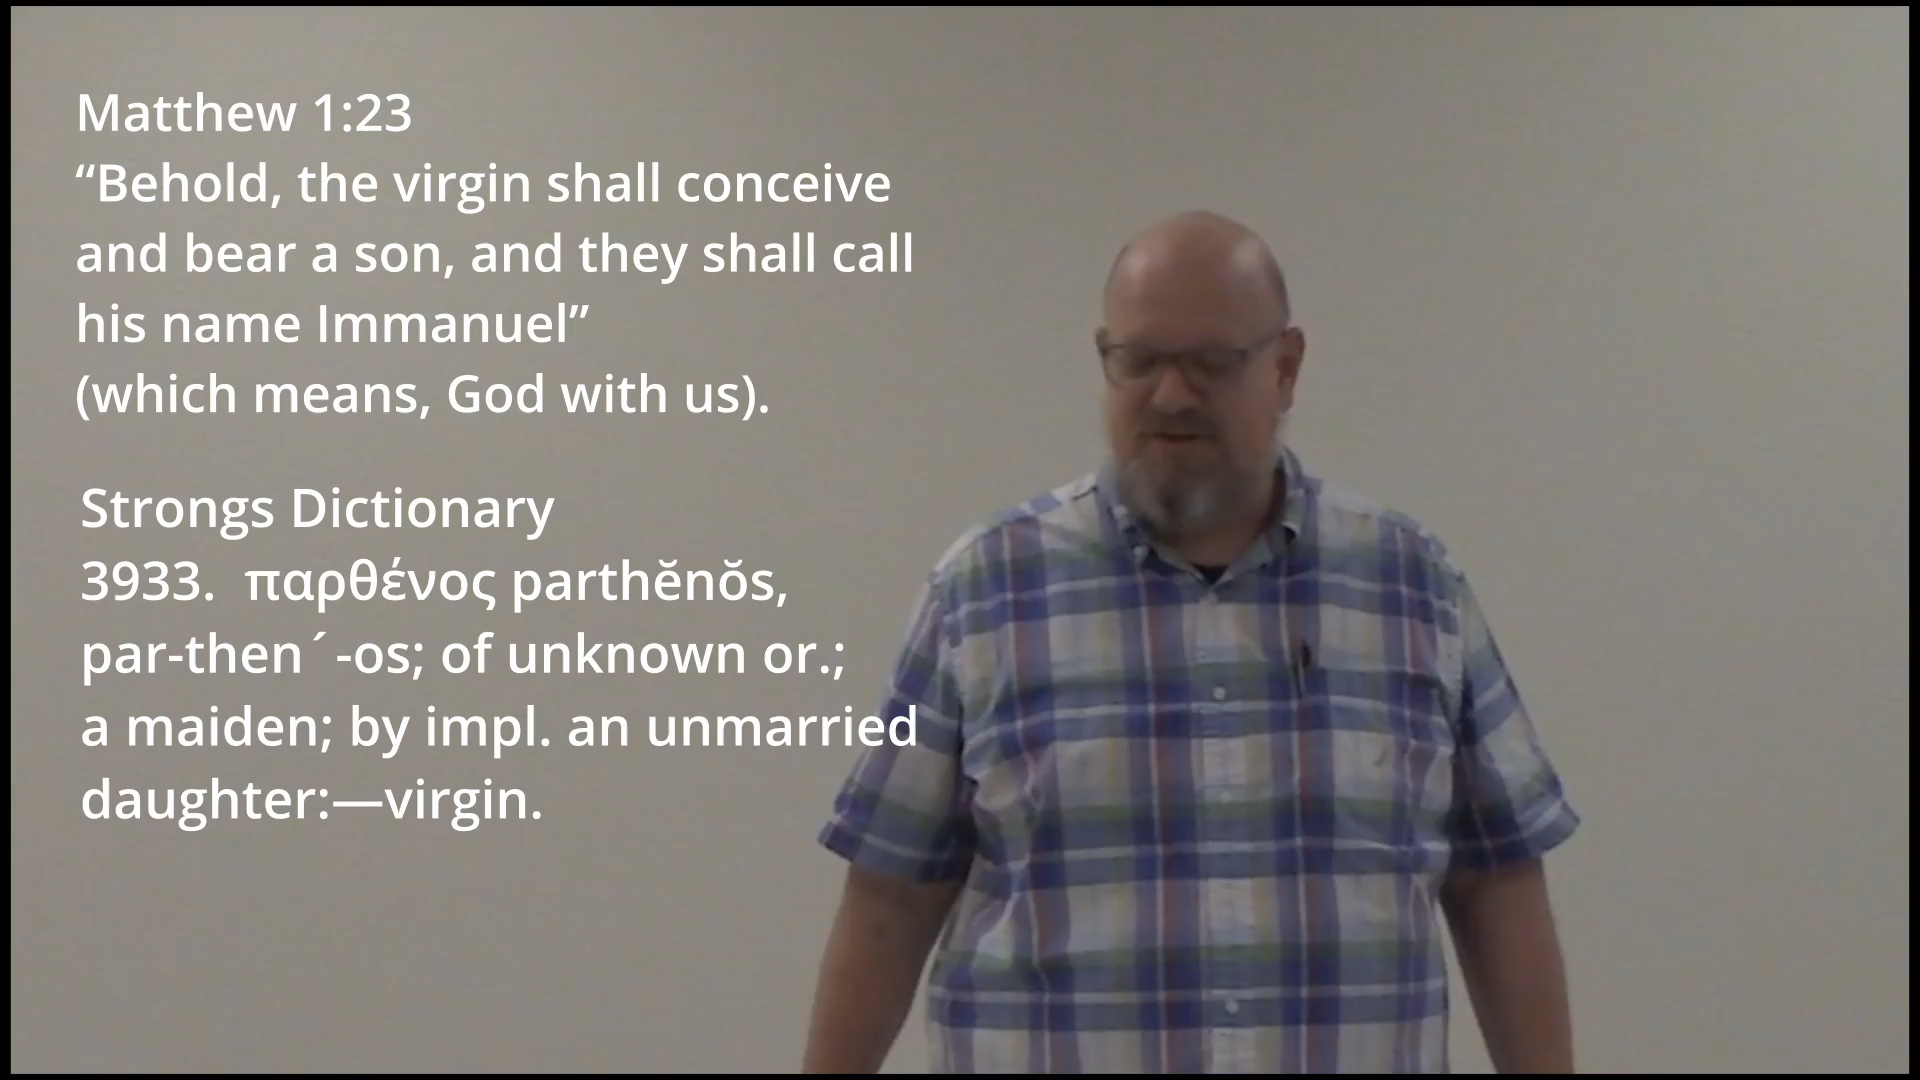 Matthew 1:23
“Behold, the virgin shall conceive
and bear a son, and they shall call
his name Immanuel”
(which means, God with us).
Strongs Dictionary
3933. παρθένος parthĕnŏs,
par-then´-os; of unknown or.;
a maiden; by impl. an unmarried
daughter:—virgin.